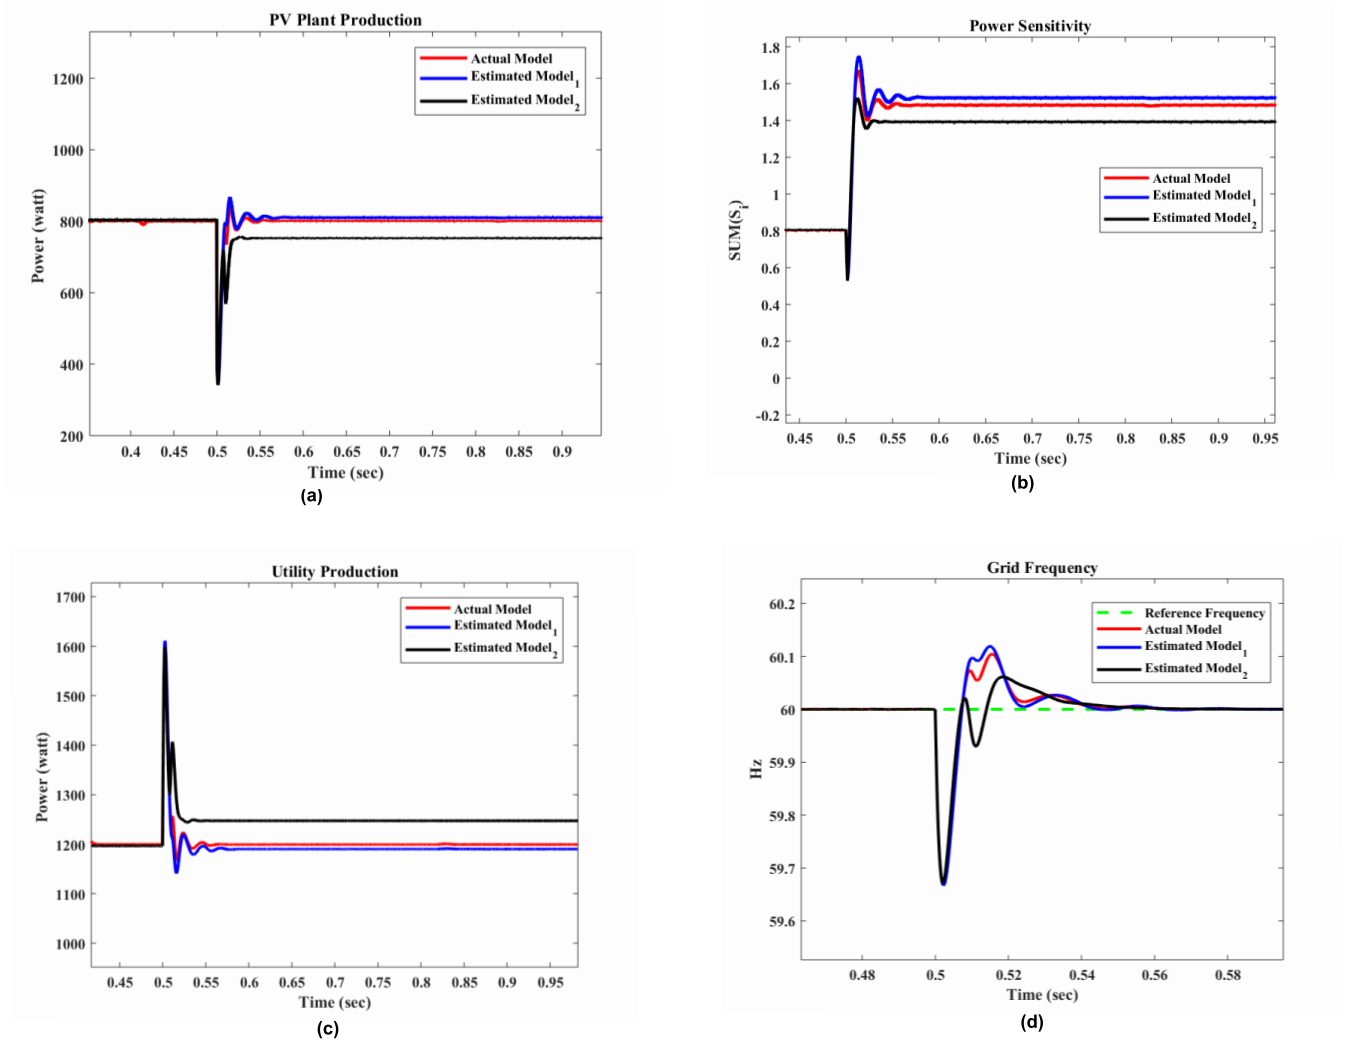 PV Plant Production
Actual Model
Estimated Model1
Estimated Model2
1200
1000
800
600
400
200
Power (watt)
0.4 0.45 0.5 0.55 0.6 0.65 0.7 0.75 0.8 0.85 0.9
Time (sec)
(a)
Power Sensitivity
1.8
1.6
1.4
1.2
1
0.8
0.6
0.4
0.2
0
-0.2
SUM(Si)
Actual Model
Estimated Model1
Estimated Model2
0.45 0.5 0.55 0.6 0.65 0.7 0.75 0.8 0.85 0.9 0.95
Time (sec)
(b)
Utility Production
Actual Model
Estimated Model1
Estimated Model2
1700
1600
1500
1400
1300
1200
1100
1000
Power (watt)
0.45 0.5 0.55 0.6 0.65 0.7 0.75 0.8 0.85 0.9 0.95
Time (sec)
(c)
Grid Frequency
Reference Frequency
Actual Model
Estimated Model1
Estimated Model2
60.2
60.1
60
59.9
59.8
59.7
59.6
Hz
0.48 0.5 0.52 0.54 0.56 0.58
Time (sec)
(d)